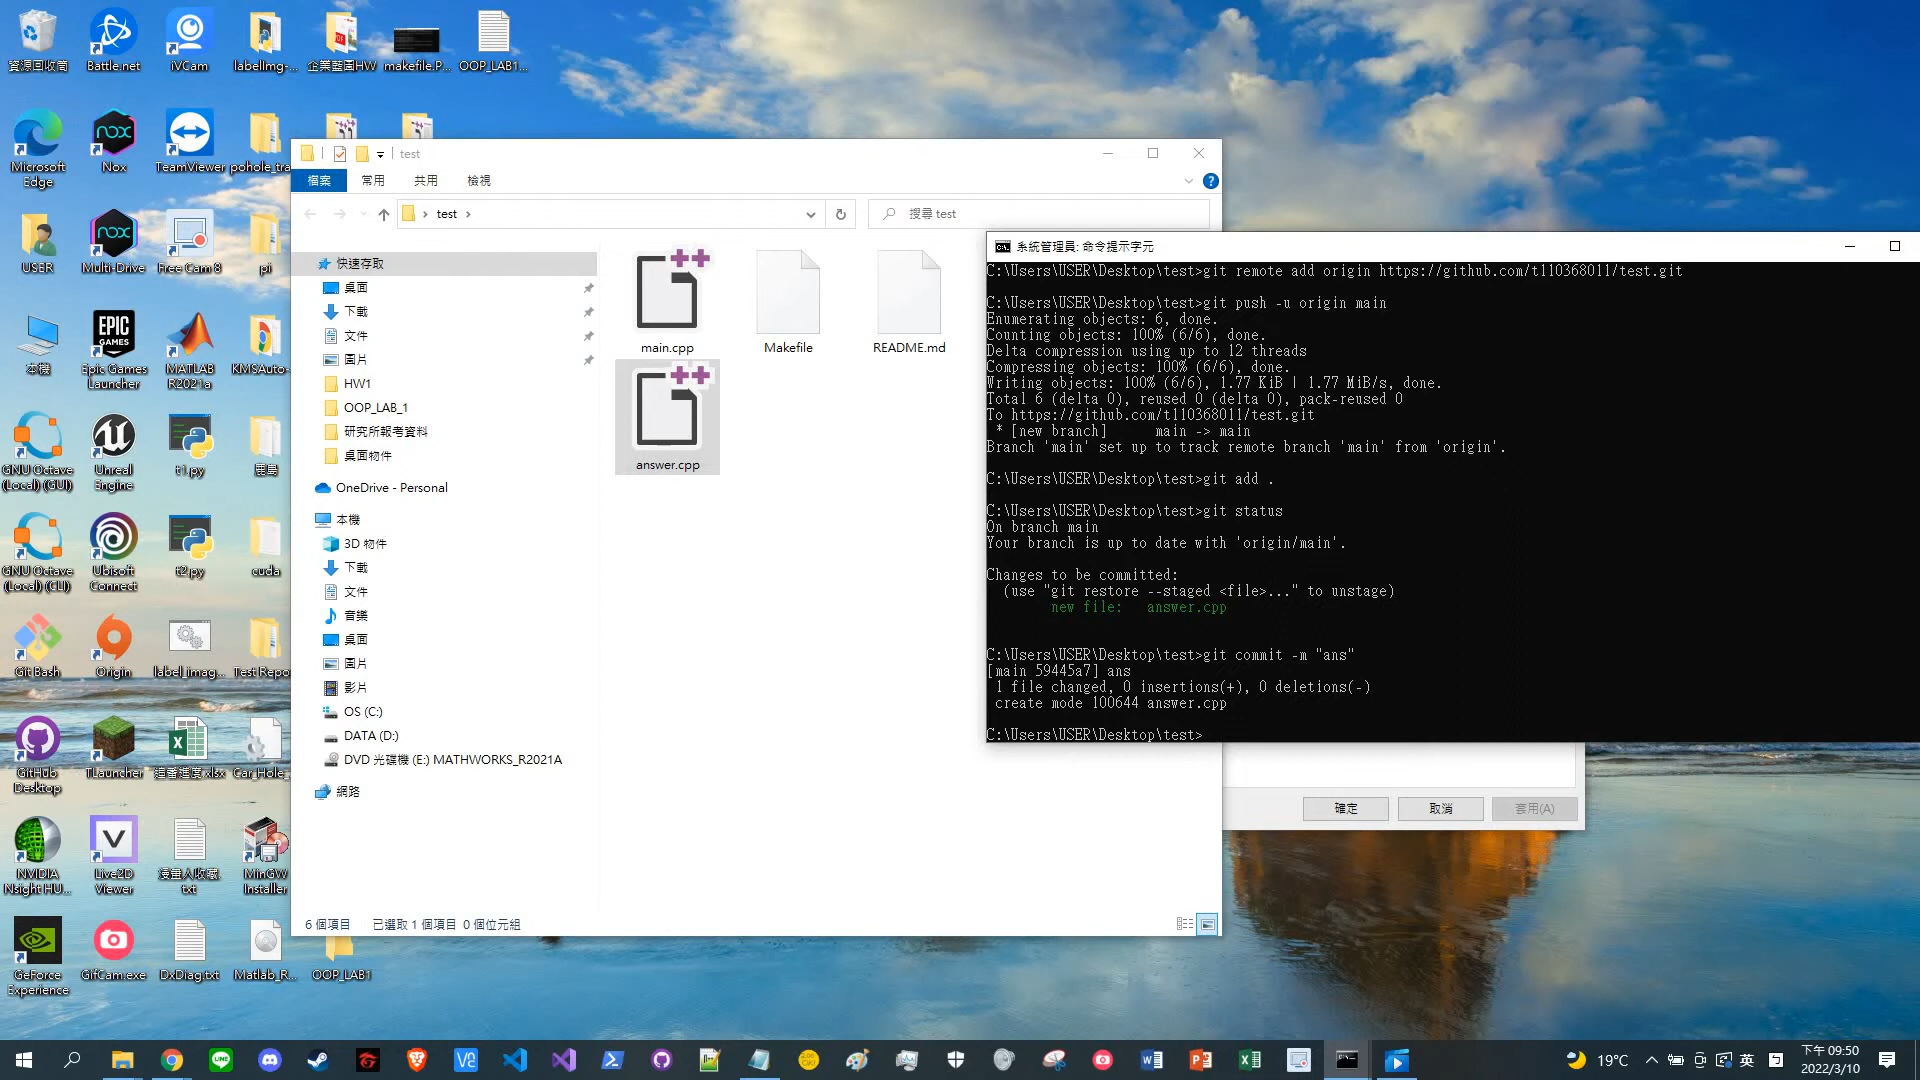 資源回收筒
Battle.net
iVCam
labelImg-...
企業藍圖HW
makefile.P...
OOP_LAB1...
Microsoft Edge
Nox
TeamViewer
pohole_tra
USER
Multi-Drive
Free Cam 8
pi
本機
Epic Games Launcher
MATLAB R2021a
KMSAuto-
GNU Octave (Local) (GUI)
Unreal Engine
t1.py
GNU Octave (Local) (CLI)
Ubisoft Connect
t2.py
cuda
Git Bash
Origin
label_imag...
Test Repo
GitHub Desktop
TLauncher
Car_Hole_
NVIDIA Nsight HU...
Live2D Viewer
MinGW Installer
GeForce Experience
GifCam.exe
DxDiag.txt
Matlab_R...
OOP_LAB1
test
檔案
常用
共用
檢視
test
搜尋 test
快速存取
桌面
下載
文件
圖片
HW1
OOP_LAB_1
研究所報考資料
桌面物件
OneDrive - Personal
本機
3D 物件
下載
文件
音樂
桌面
圖片
影片
OS (C:)
DATA (D:)
DVD 光碟機 (E:) MATHWORKS_R2021A
網路
main.cpp
Makefile
README.md
answer.cpp
6 個項目
已選取 1 個項目 0 個位元組
系統管理員: 命令提示字元
C:\Users\USER\Desktop\test>git remote add origin https://github.com/t110368011/test.git
C:\Users\USER\Desktop\test>git push -u origin main
Enumerating objects: 6, done.
Counting objects: 100% (6/6), done.
Delta compression using up to 12 threads
Compressing objects: 100% (6/6), done.
Writing objects: 100% (6/6), 1.77 KiB | 1.77 MiB/s, done.
Total 6 (delta 0), reused 0 (delta 0), pack-reused 0
To https://github.com/t110368011/test.git
* [new branch]      main -> main
Branch 'main' set up to track remote branch 'main' from 'origin'.
C:\Users\USER\Desktop\test>git add .
C:\Users\USER\Desktop\test>git status
On branch main
Your branch is up to date with 'origin/main'.
Changes to be committed:
(use "git restore --staged <file>..." to unstage)
new file:   answer.cpp
C:\Users\USER\Desktop\test>git commit -m "ans"
[main 59445a7] ans
1 file changed, 0 insertions(+), 0 deletions(-)
create mode 100644 answer.cpp
C:\Users\USER\Desktop\test>
確定
取消
套用(A)
19°C
英
下午 09:50
2022/3/10